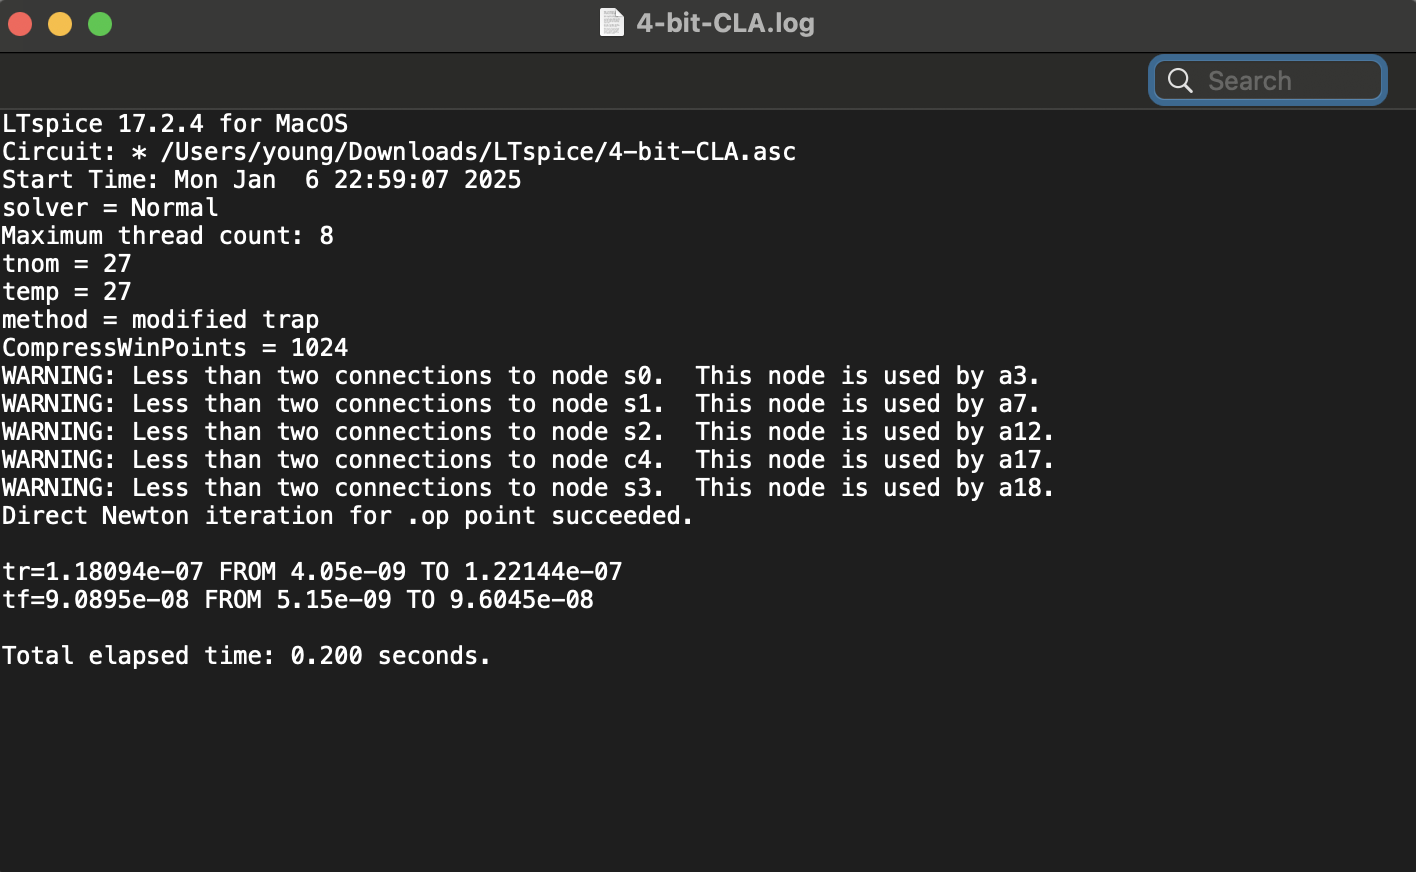 4-bit-CLA.log
Search
LTspice 17.2.4 for MacOS
Circuit: * /Users/young/Downloads/LTspice/4-bit-CLA.asc
Start Time: Mon Jan  6 22:59:07 2025
solver = Normal
Maximum thread count: 8
tnom = 27
temp = 27
method = modified trap
CompressWinPoints = 1024
WARNING: Less than two connections to node s0.  This node is used by a3.
WARNING: Less than two connections to node s1.  This node is used by a7.
WARNING: Less than two connections to node s2.  This node is used by a12.
WARNING: Less than two connections to node c4.  This node is used by a17.
WARNING: Less than two connections to node s3.  This node is used by a18.
Direct Newton iteration for .op point succeeded.
tr=1.18094e-07 FROM 4.05e-09 TO 1.22144e-07
tf=9.0895e-08 FROM 5.15e-09 TO 9.6045e-08
Total elapsed time: 0.200 seconds.